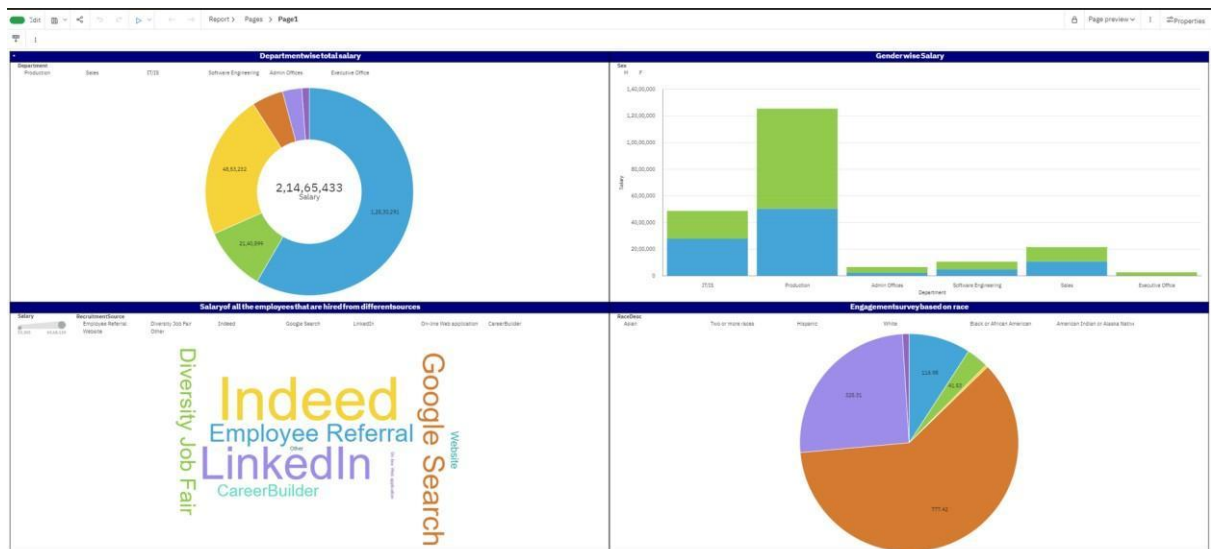 Edit
Report > Pages > Page1
Page preview
Properties
Departmentwise total salary
Department
Production Sales IT/IS Software Engineering Admin Offices Executive Office
2,14,65,433
Salary
21,40,899
Genderwise Salary
Sex
M F
1,40,00,000
1,20,00,000
1,00,00,000
80,00,000
60,00,000
40,00,000
20,00,000
0
Salary
IT/IS Production Admin Offices Software Engineering Sales Executive Office
Department
Salary of all the employees that are hired from different sources
Salary
RecruitmentSource
Employee Referral Diversity Job Fair Indeed Google Search LinkedIn On-line Web application CareerBuilder
Website Other
Diversity Job Fair
Indeed
Employee Referral
Other
LinkedIn
CareerBuilder
On-line Web application
Google Search
Website
Engagement survey based on race
RaceDesc
Asian Two or more races Hispanic White Black or African American American Indian or Alaska Native
41.53
777.42